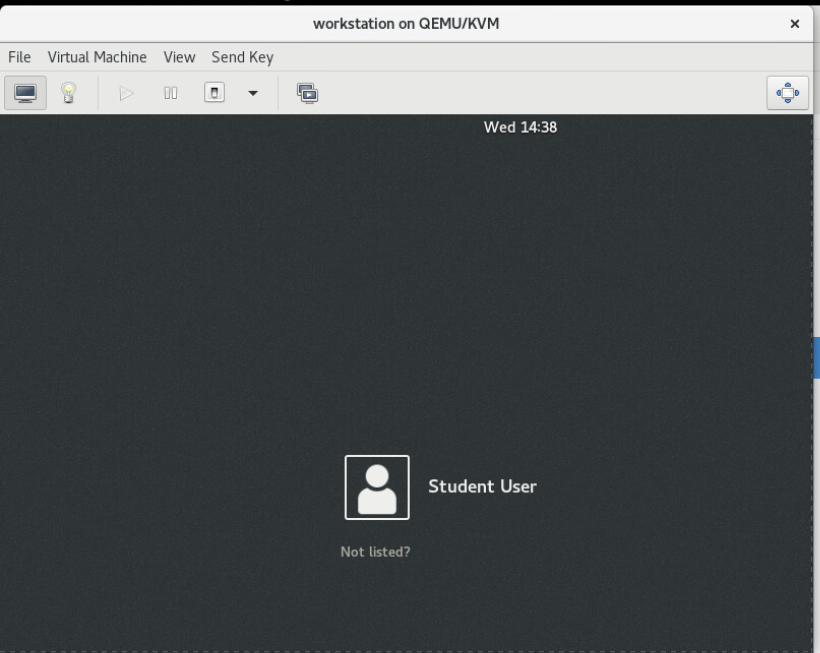 workstation on QEMU/KVM
File Virtual Machine View Send Key
Wed 14:38
Student User
Not listed?